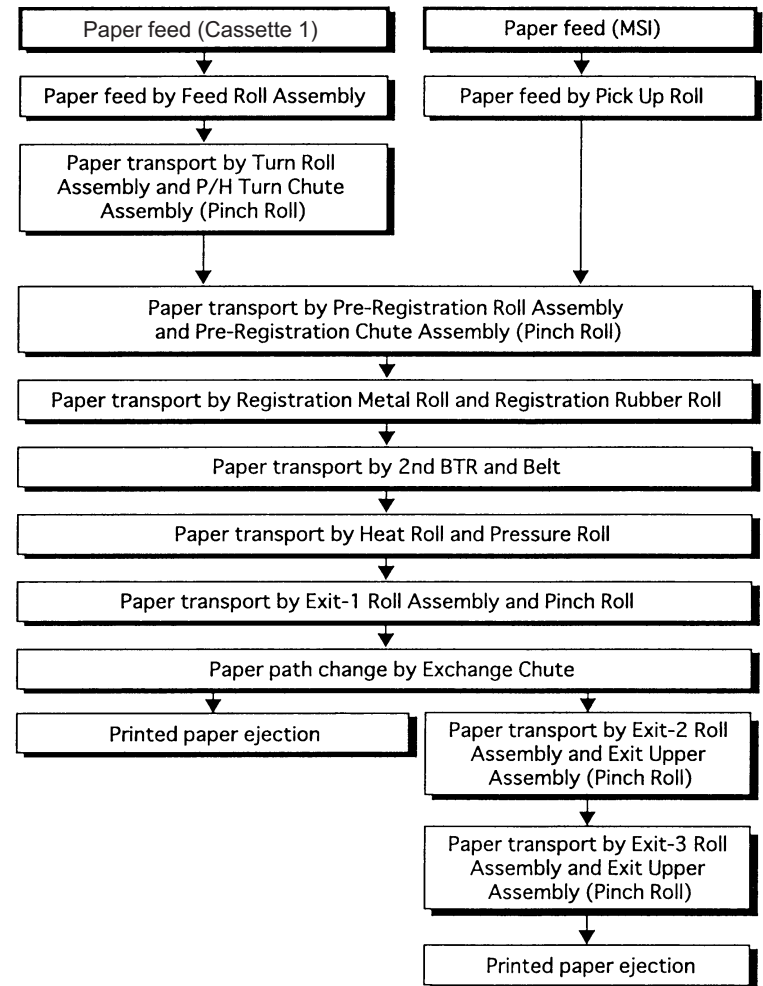 Paper feed (Cassette 1)
Paper feed (MSI)
Paper feed by Feed Roll Assembly
Paper feed by Pick Up Roll
Paper transport by Turn Roll
Assembly and P/H Turn Chute
Assembly (Pinch Roll)
Paper transport by Pre-Registration Roll Assembly
and Pre-Registration Chute Assembly (Pinch Roll)
Paper transport by Registration Metal Roll and Registration Rubber Roll
Paper transport by 2nd BTR and Belt
Paper transport by Heat Roll and Pressure Roll
Paper transport by Exit-1 Roll Assembly and Pinch Roll
Paper path change by Exchange Chute
Printed paper ejection
Paper transport by Exit-2 Roll
Assembly and Exit Upper
Assembly (Pinch Roll)
Paper transport by Exit-3 Roll
Assembly and Exit Upper
Assembly (Pinch Roll)
Printed paper ejection